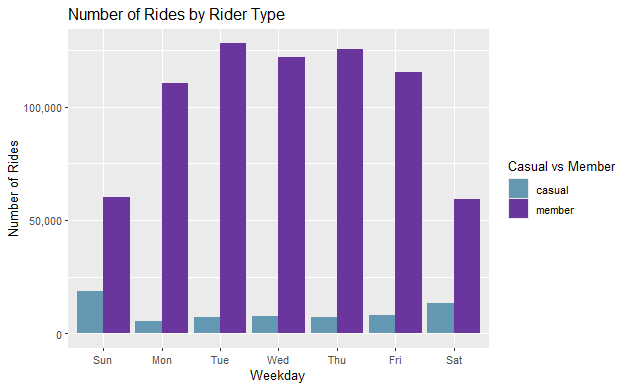 Number of Rides by Rider Type
Number of Rides
100,000
50,000
0
Sun Mon Tue Wed Thu Fri Sat
Weekday
Casual vs Member
casual
member